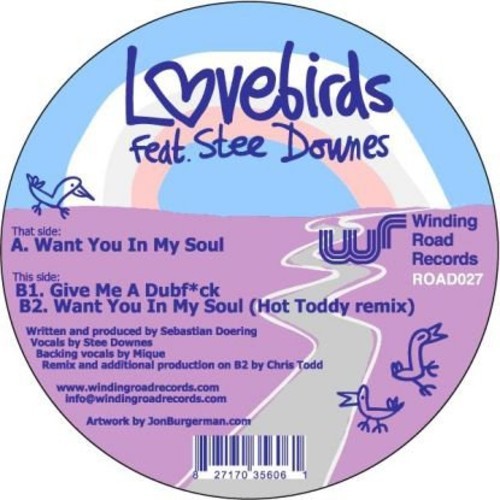 Lovebirds
feat. Stee Downes
That side:
A. Want You In My Soul
This side:
B1. Give Me A Dubf*ck
B2. Want You In My Soul (Hot Toddy remix)
Written and produced by Sebastian Doering
Vocals by Stee Downes
Backing vocals by Mique
Remix and additional production on B2 by Chris Todd
www.windingroadrecords.com
info@windingroadrecords.com
Artwork by JonBurgerman.com
wr
Winding
Road
Records
ROAD027
8 27170 35606 1